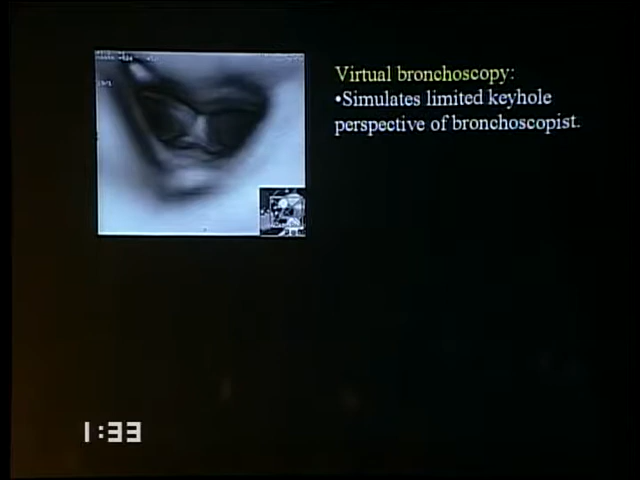 Virtual bronchoscopy:
•Simulates limited keyhole
perspective of bronchoscopist.
1:33